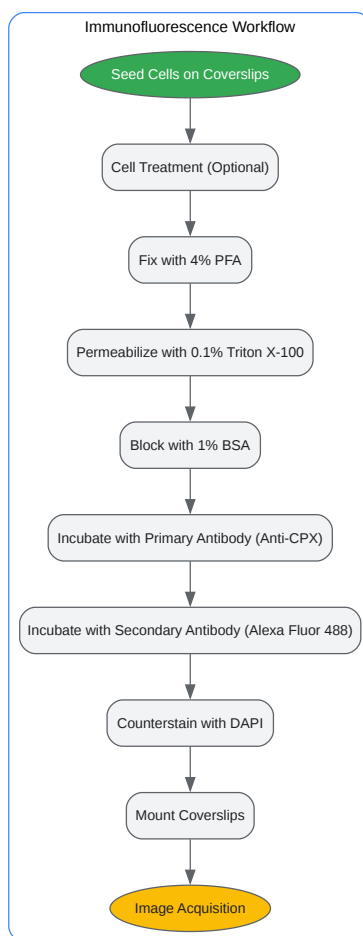 Immunofluorescence Workflow
Seed Cells on Coverslips
Cell Treatment (Optional)
Fix with 4% PFA
Permeabilize with 0.1% Triton X-100
Block with 1% BSA
Incubate with Primary Antibody (Anti-CPX)
Incubate with Secondary Antibody (Alexa Fluor 488)
Counterstain with DAPI
Mount Coverslips
Image Acquisition